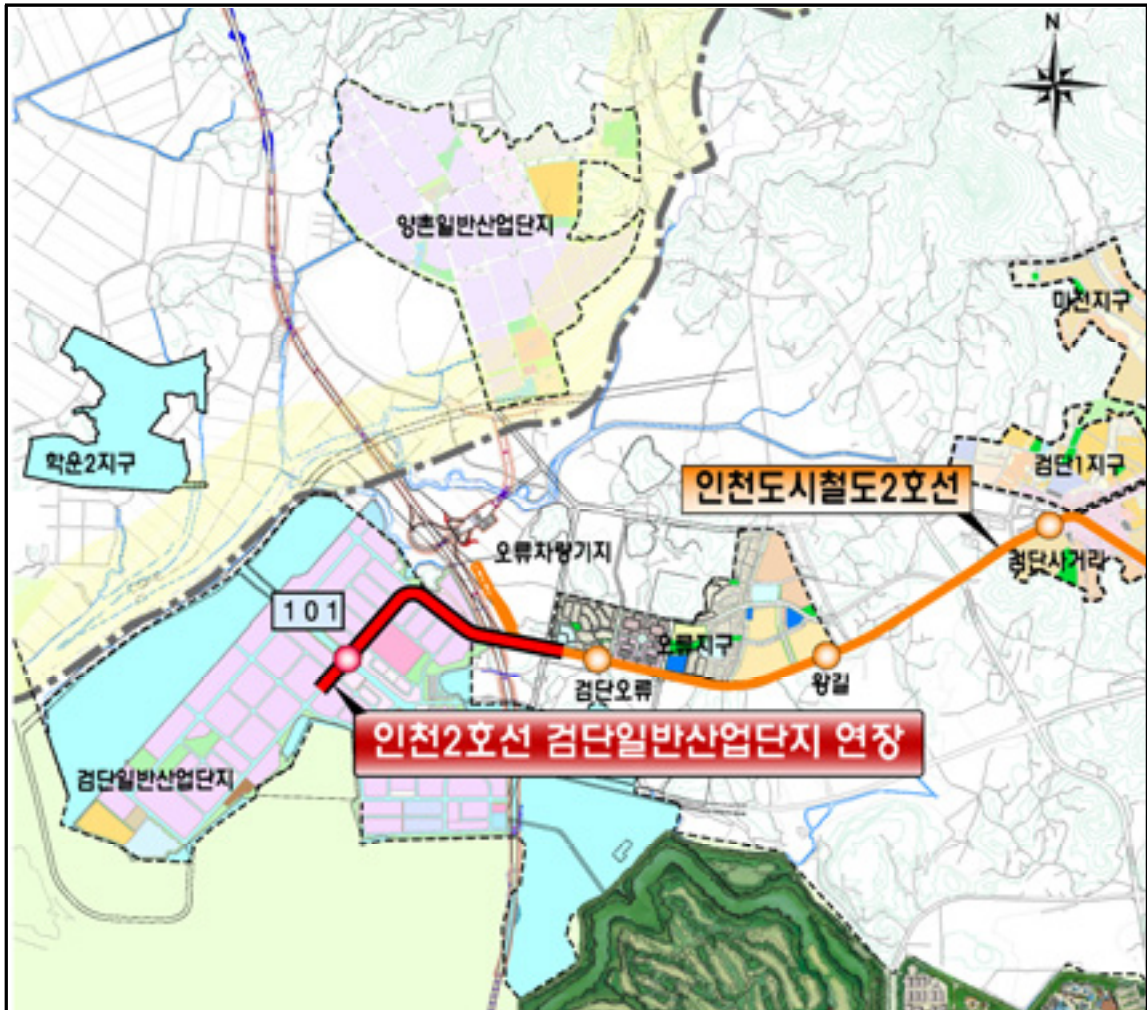 N
양촌일반산업단지
마전지구
학운2지구
검단1지구
인천도시철도2호선
검단사거리
오류차량기지
101
오류지구
검단오류
왕길
인천2호선 검단일반산업단지 연장
검단일반산업단지